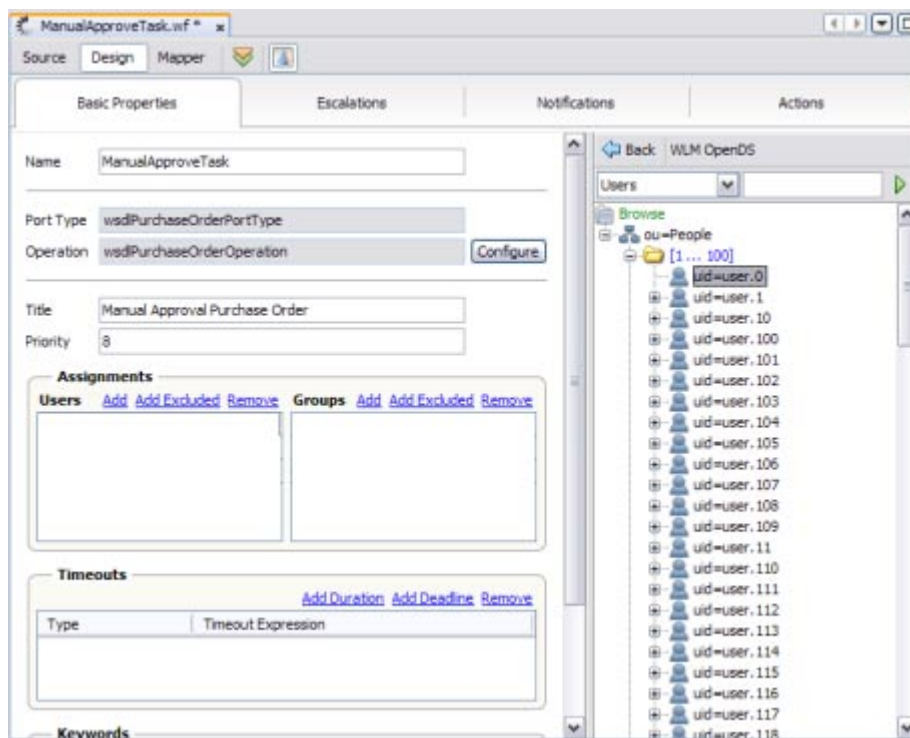 ManualApproveTask.wf *
Source Design Mapper
Basic Properties Escalations Notifications Actions
Name ManualApproveTask
Port Type wsdlPurchaseOrderPortType
Operation wsdlPurchaseOrderOperation Configure
Title Manual Approval Purchase Order
Priority 8
Assignments
Users Add Add Excluded Remove Groups Add Add Excluded Remove
Timeouts
Add Duration Add Deadline Remove
Type Timeout Expression
Keywords
Back WLM OpenDS
Users
Browse
ou=People
[1 ... 100]
uid=user.0
uid=user.1
uid=user.10
uid=user.100
uid=user.101
uid=user.102
uid=user.103
uid=user.104
uid=user.105
uid=user.106
uid=user.107
uid=user.108
uid=user.109
uid=user.11
uid=user.110
uid=user.111
uid=user.112
uid=user.113
uid=user.114
uid=user.115
uid=user.116
uid=user.117
uid=user.118